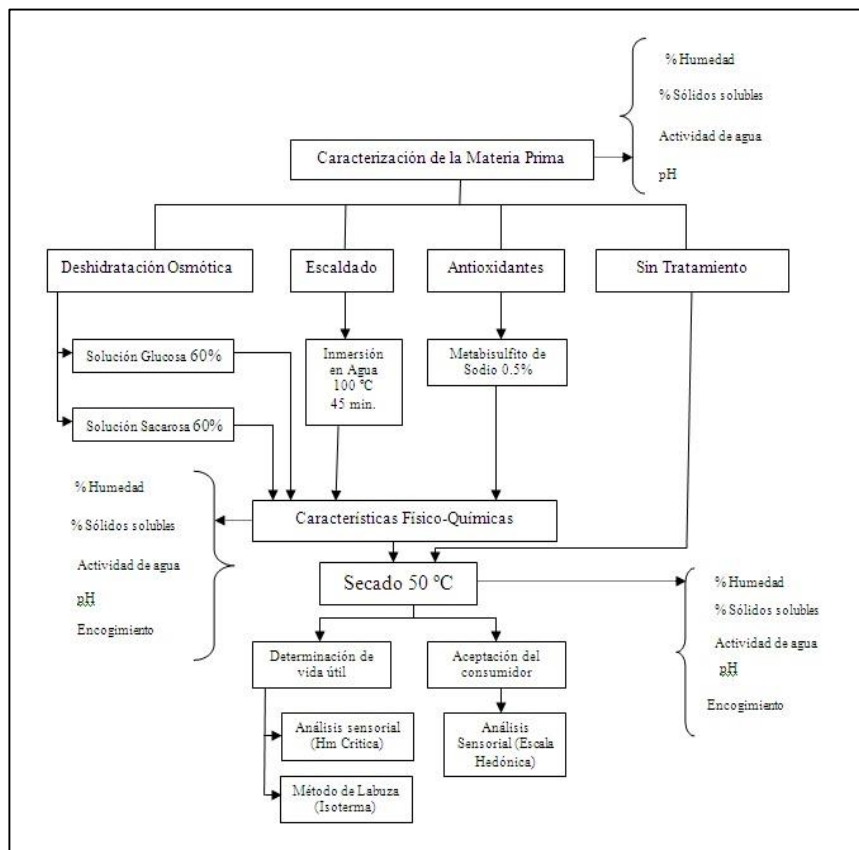 % Humedad
% Sólidos solubles
Actividad de agua
pH
Caracterización de la Materia Prima
Deshidratación Osmótica
Escaldado
Antioxidantes
Sin Tratamiento
Solución Glucosa 60%
Solución Sacarosa 60%
Inmersión
en Agua
100 °C
45 min.
Metabisulfito de
Sodio 0.5%
% Humedad
% Sólidos solubles
Actividad de agua
pH
Encogimiento
Características Físico-Químicas
Secado 50 °C
% Humedad
% Sólidos solubles
Actividad de agua
pH
Encogimiento
Determinación de
vida útil
Aceptación del
consumidor
Análisis sensorial
(Hm Critica)
Método de Labuza
(Isoterma)
Análisis
Sensorial (Escala
Hedónica)